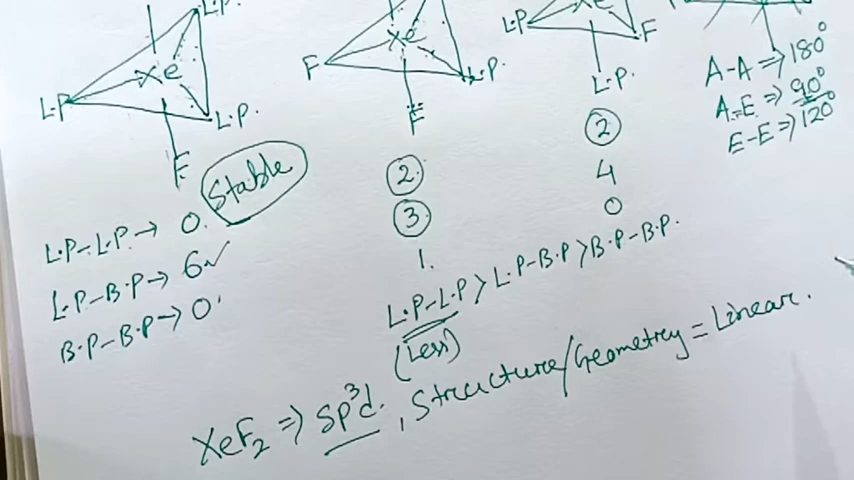 L.P.
Xe
L.P
L.P.
F
Stable
L.P-L.P. → 0.
L.P-B.P → 6 ✓
B.P-B.P → 0
Xe
F
L.P.
F
2.
3
1.
Xe
L.P
F
L.P.
2
4
0
A-A ⇒ 180°
A-E ⇒ 90°
E-E ⇒ 120°
L.P-L.P > L.P-B.P > B.P-B.P.
(Less)
XeF₂ ⇒ sp³d. , Structure/Geometry = Linear.